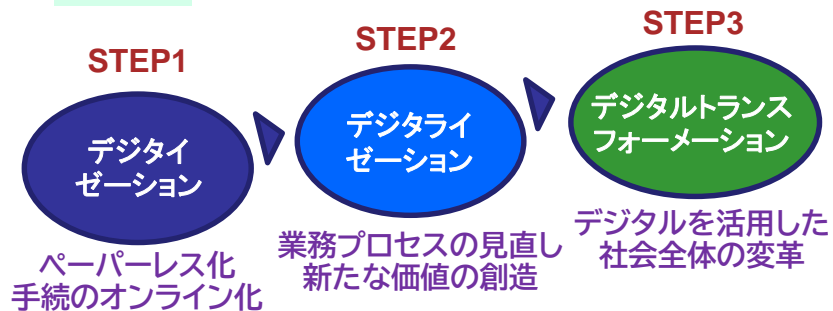 STEP1
デジタイ
ゼーション
ペーパーレス化
手続のオンライン化
STEP2
デジタライ
ゼーション
業務プロセスの見直し
新たな価値の創造
STEP3
デジタルトランス
フォーメーション
デジタルを活用した
社会全体の変革